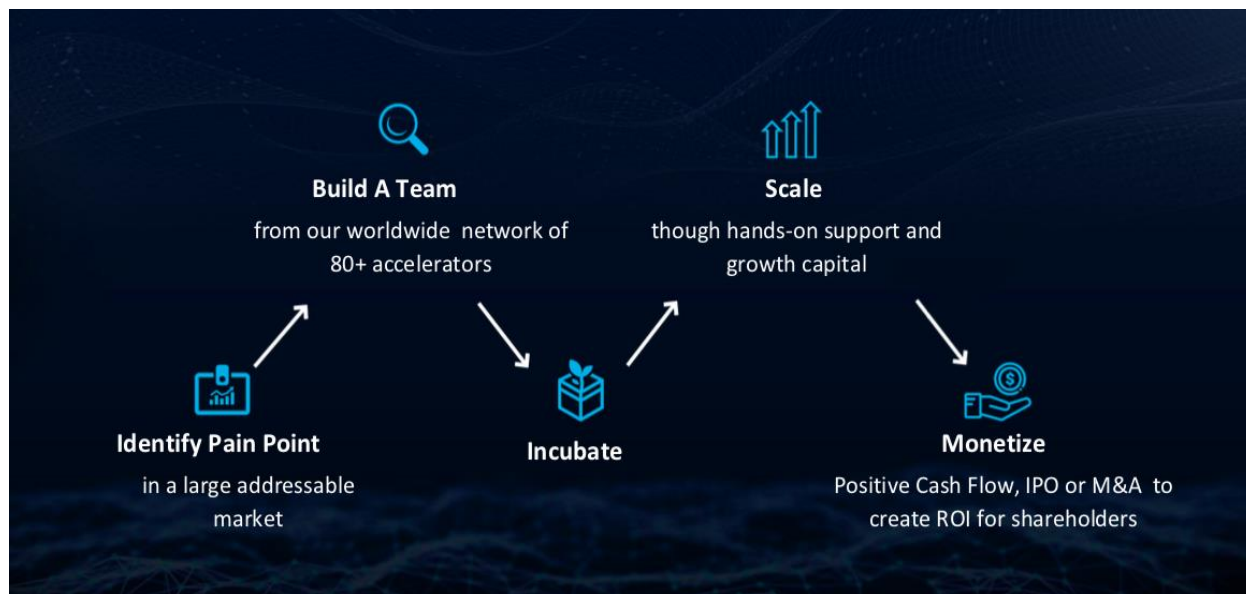 Build A Team
from our worldwide network of
80+ accelerators
Scale
though hands-on support and
growth capital
Identify Pain Point
in a large addressable
market
Incubate
Monetize
Positive Cash Flow, IPO or M&A to
create ROI for shareholders